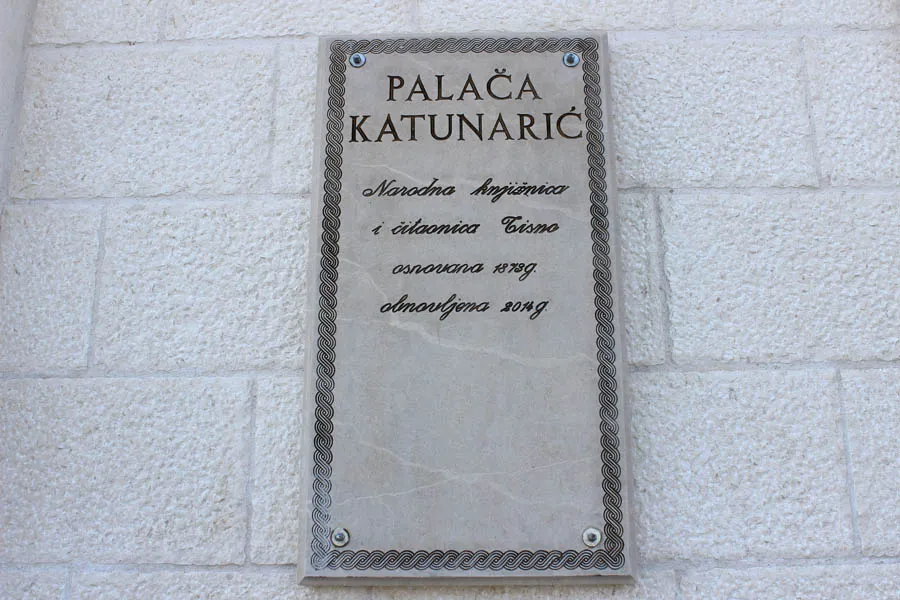 PALAČA
KATUNARIĆ
Narodna knjižnica
i čitaonica Tisno
osnovana 1873g.
obnovljena 2014g.